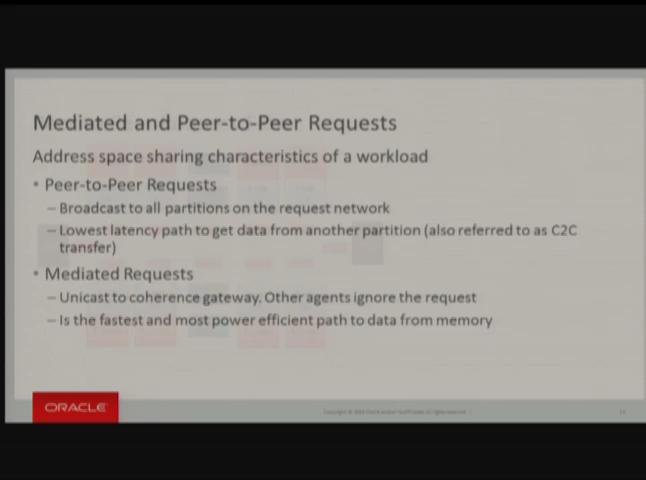 Mediated and Peer-to-Peer Requests
Address space sharing characteristics of a workload
• Peer-to-Peer Requests
– Broadcast to all partitions on the request network
– Lowest latency path to get data from another partition (also referred to as C2C
transfer)
• Mediated Requests
– Unicast to coherence gateway. Other agents ignore the request
– Is the fastest and most power efficient path to data from memory
ORACLE